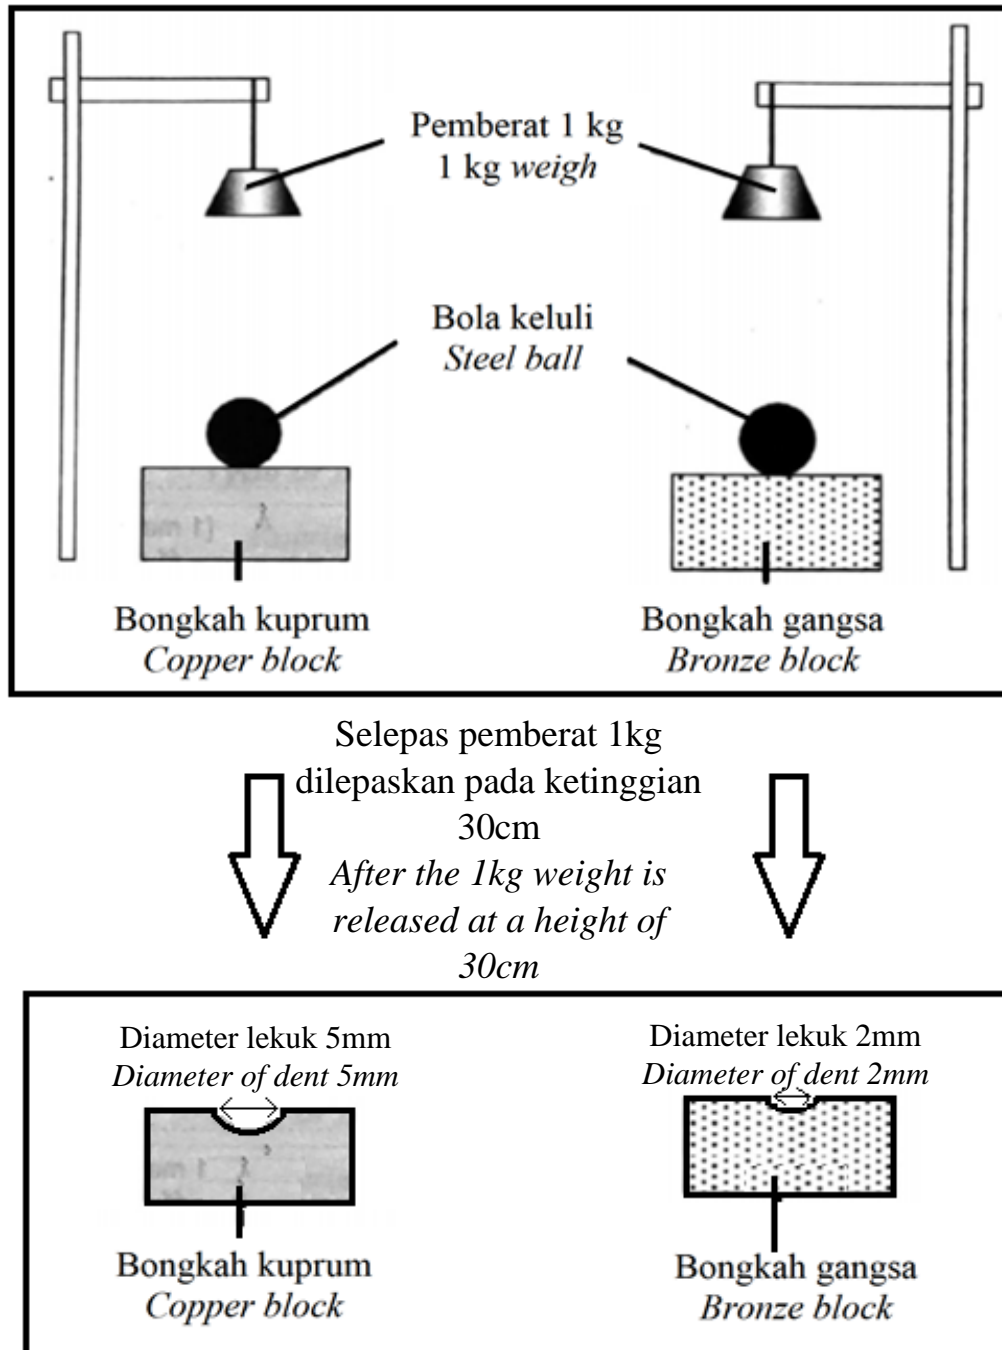 Pemberat 1 kg
1 kg weigh
Bola keluli
Steel ball
Bongkah kuprum
Copper block
Bongkah gangsa
Bronze block
Selepas pemberat 1kg
dilepaskan pada ketinggian
30cm
After the 1kg weight is
released at a height of
30cm
Diameter lekuk 5mm
Diameter of dent 5mm
Diameter lekuk 2mm
Diameter of dent 2mm
Bongkah kuprum
Copper block
Bongkah gangsa
Bronze block